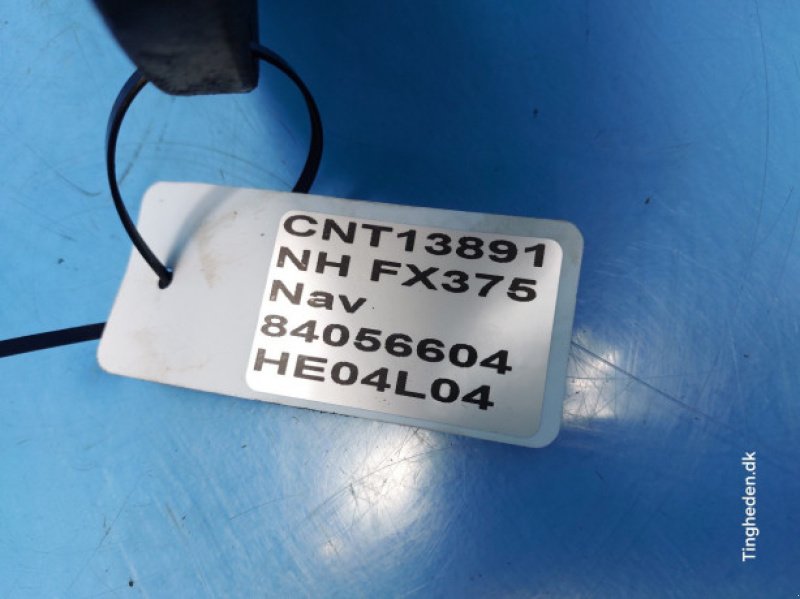 CNT13891
NH FX375
Nav
84056604
HE04L04
Tingheden.dk